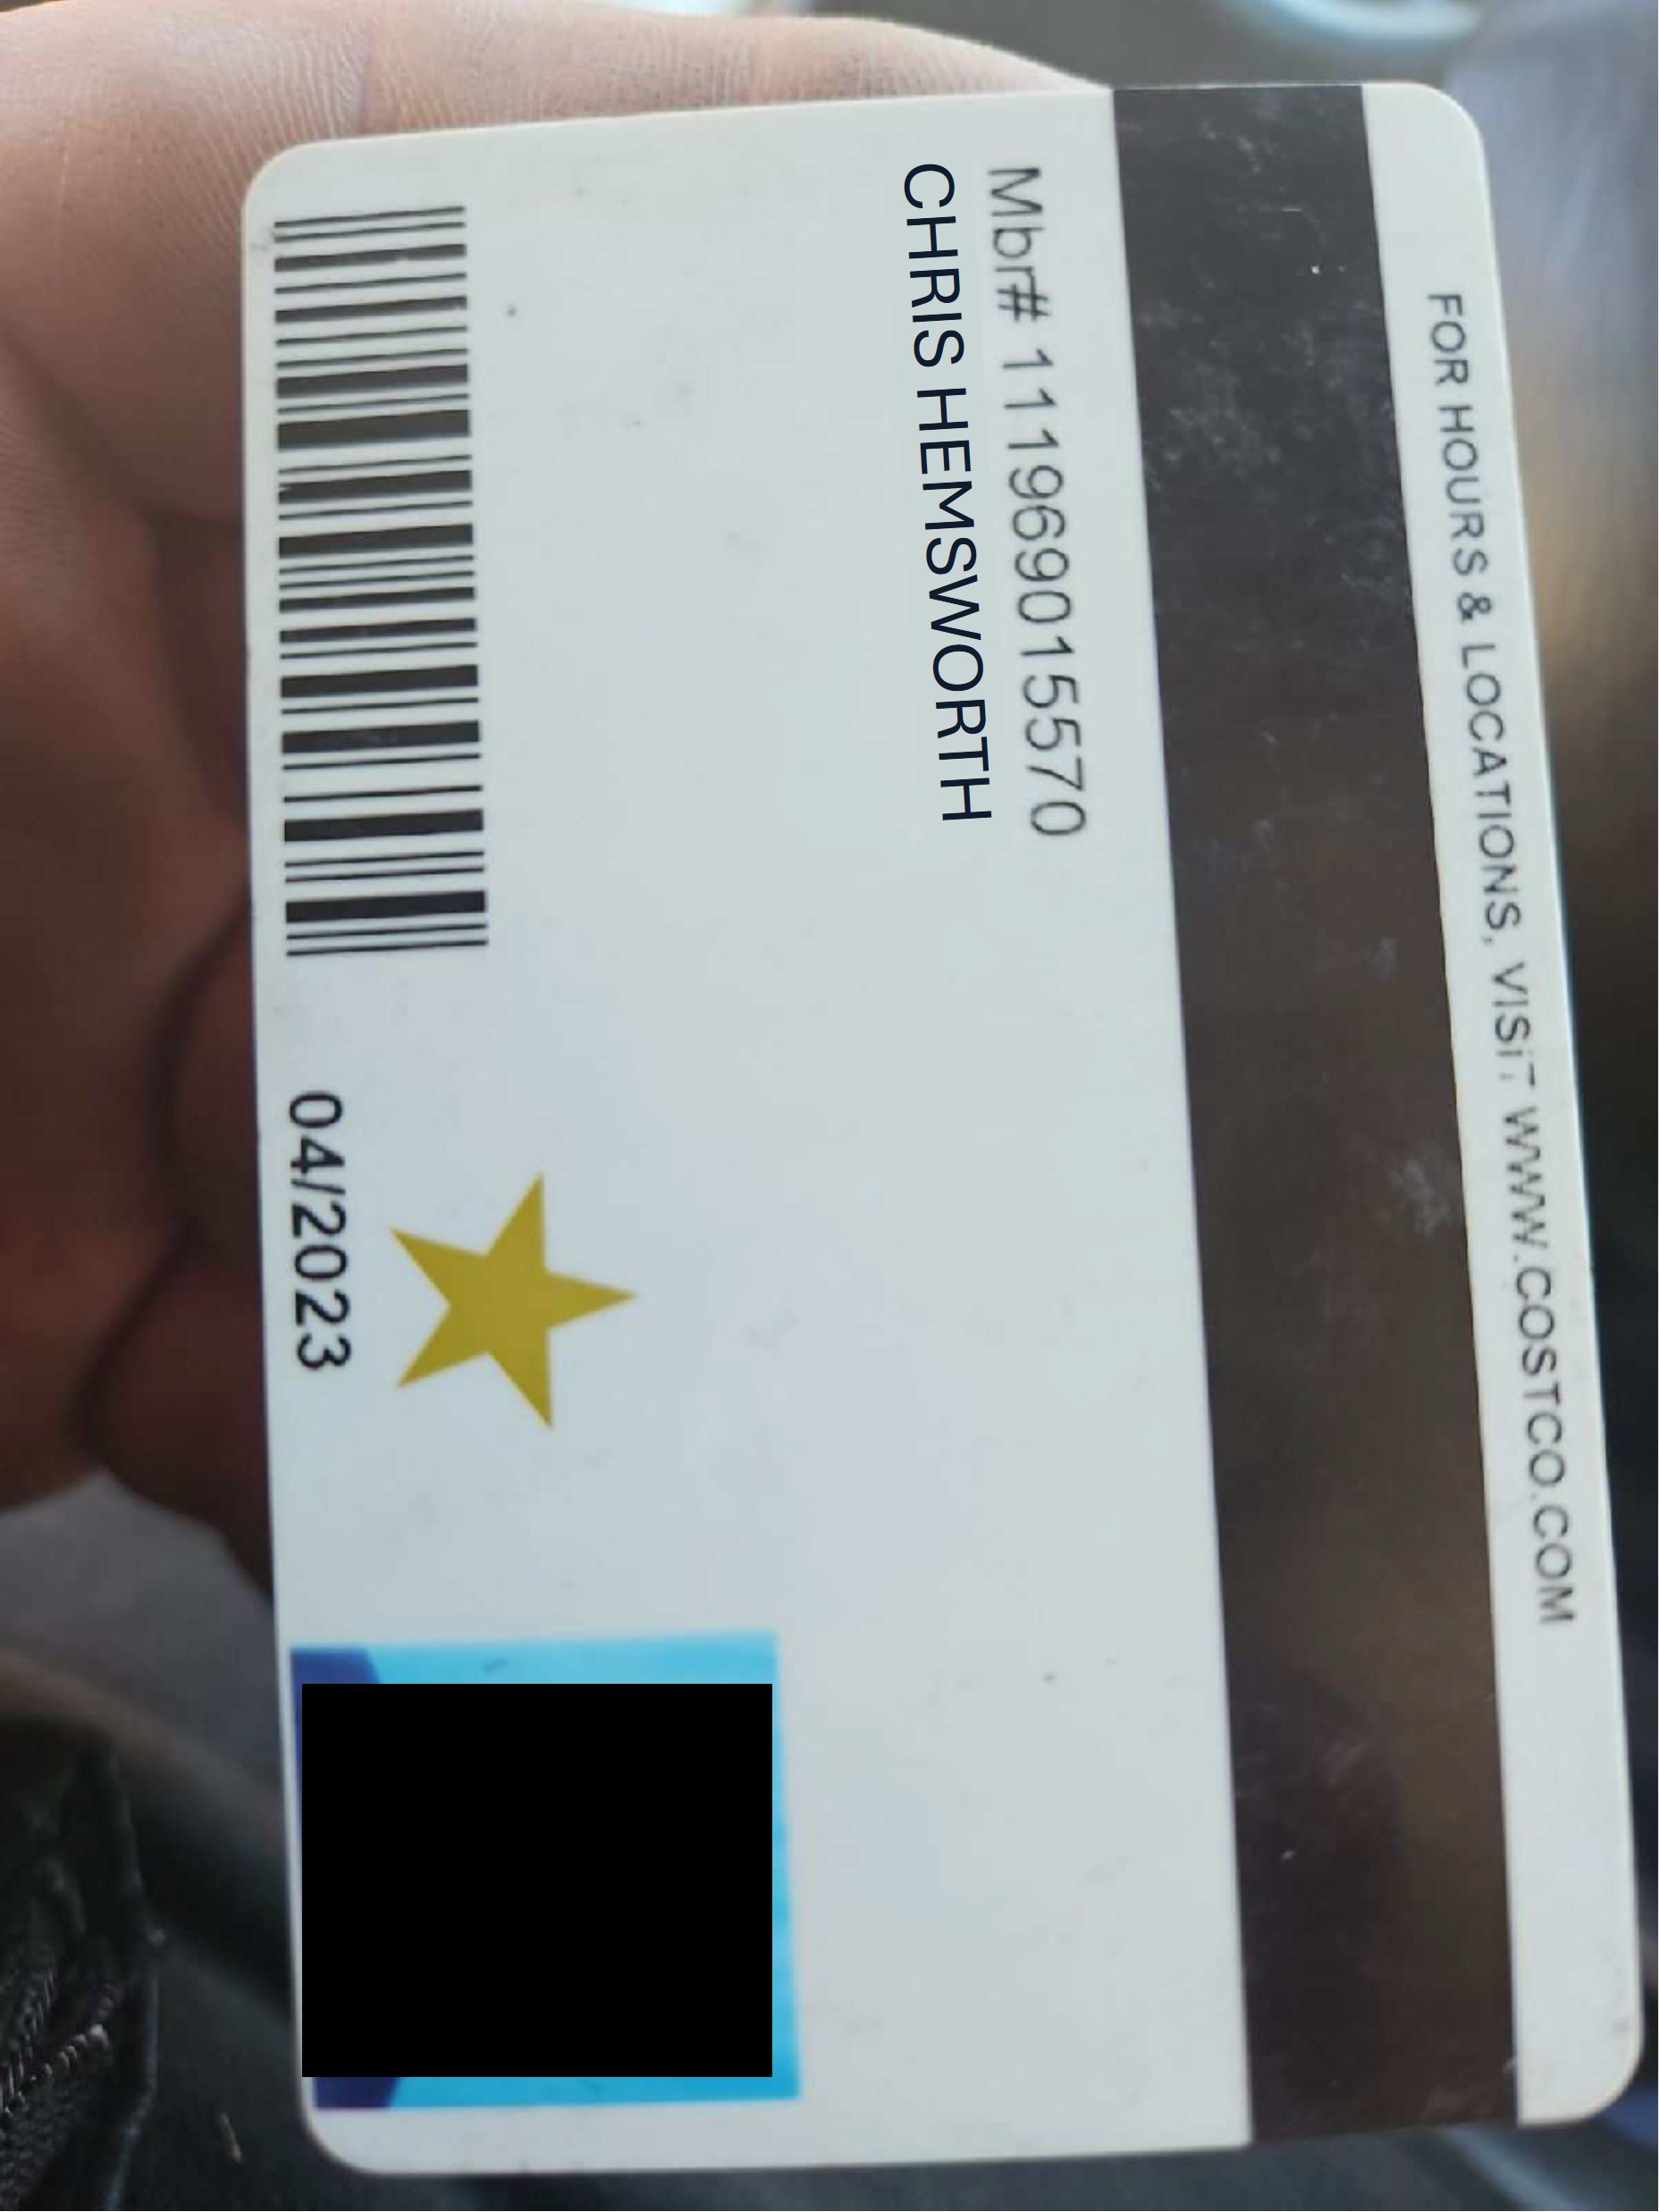 FOR HOURS & LOCATIONS, VISIT WWW.COSTCO.COM
Mbr# 111969015570
CHRIS HEMSWORTH
04/2023